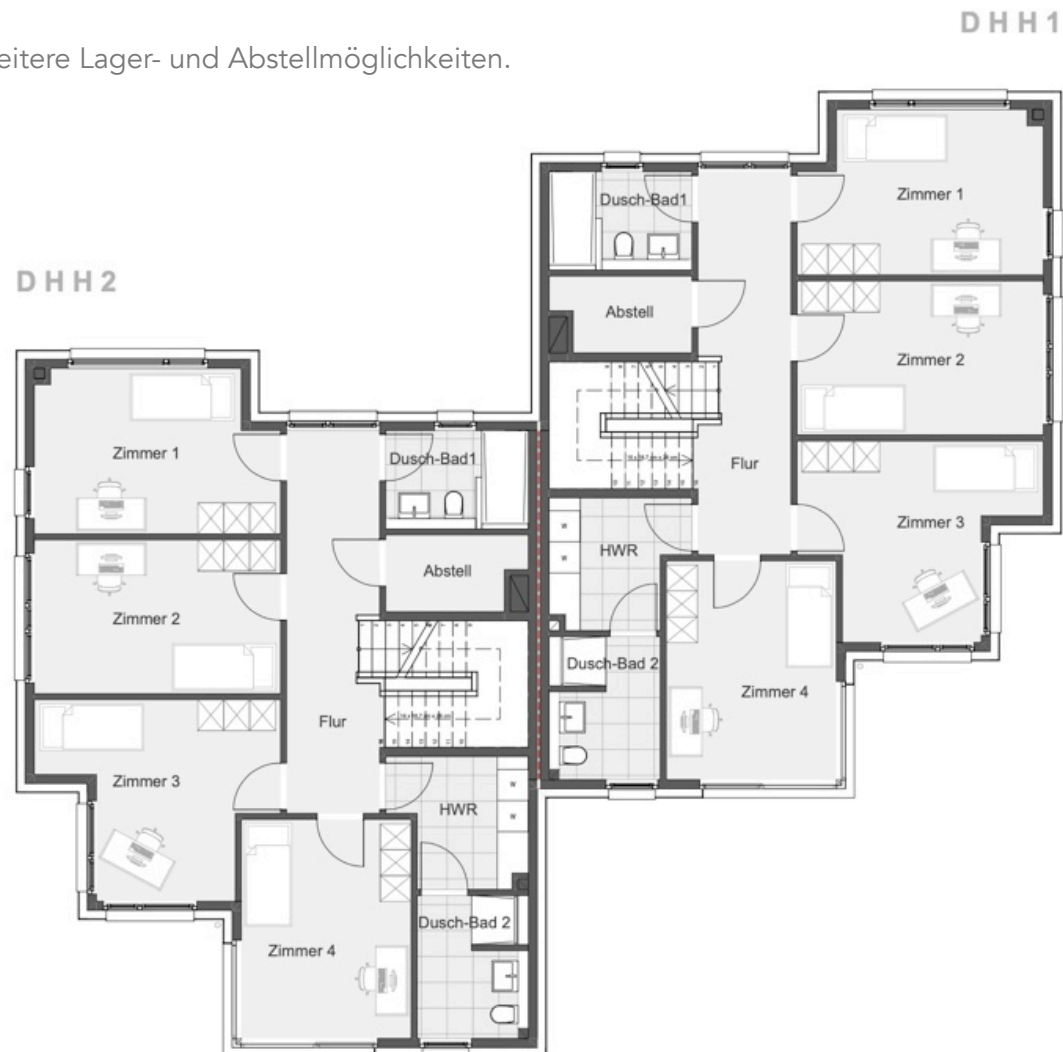 DHH1
eitere Lager- und Abstellmöglichkeiten.
Dusch-Bad1
Zimmer 1
Abstell
Zimmer 2
Flur
Zimmer 3
HWR
W
W
Dusch-Bad 2
Zimmer 4
DHH2
Zimmer 1
Dusch-Bad1
Abstell
Zimmer 2
Flur
Zimmer 3
HWR
W
W
Dusch-Bad 2
Zimmer 4